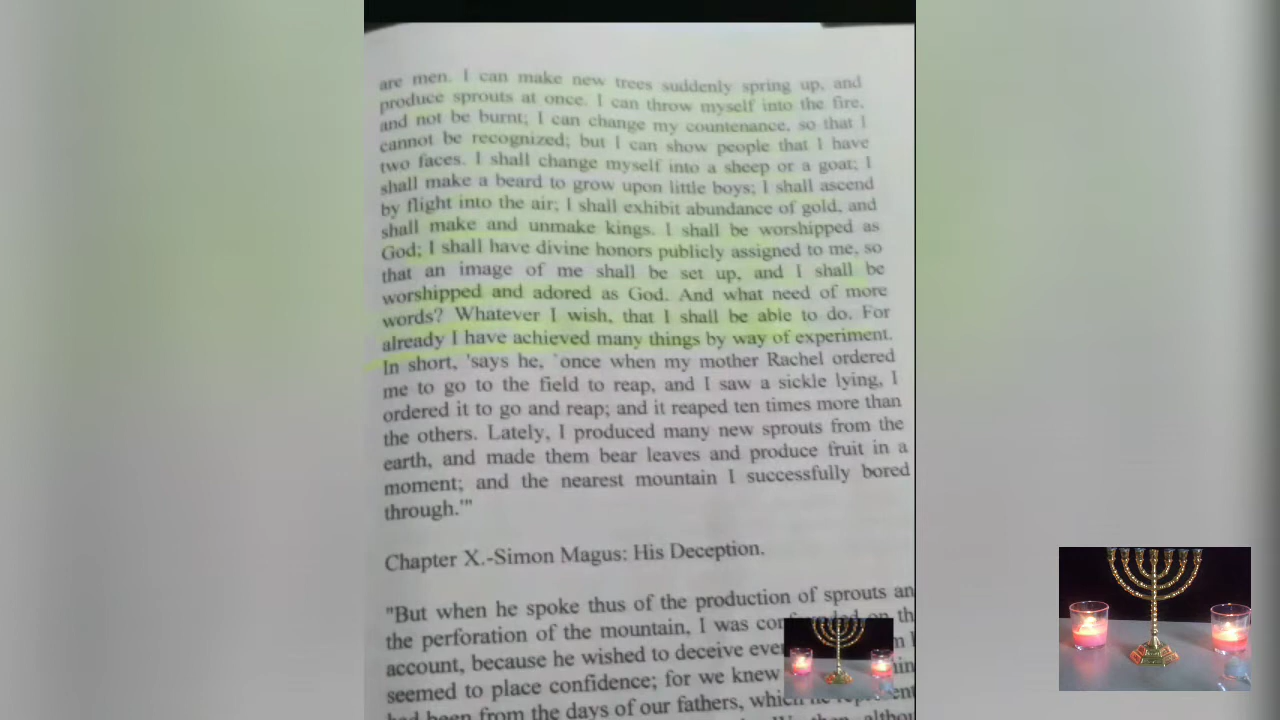 are men. I can make new trees suddenly spring up, and
produce sprouts at once. I can throw myself into the fire,
and not be burnt; I can change my countenance, so that I
cannot be recognized; but I can show people that I have
two faces. I shall change myself into a sheep or a goat; I
shall make a beard to grow upon little boys; I shall ascend
by flight into the air; I shall exhibit abundance of gold, and
shall make and unmake kings. I shall be worshipped as
God; I shall have divine honors publicly assigned to me, so
that an image of me shall be set up, and I shall be
worshipped and adored as God. And what need of more
words? Whatever I wish, that I shall be able to do. For
already I have achieved many things by way of experiment.
In short, 'says he, `once when my mother Rachel ordered
me to go to the field to reap, and I saw a sickle lying, I
ordered it to go and reap; and it reaped ten times more than
the others. Lately, I produced many new sprouts from the
earth, and made them bear leaves and produce fruit in a
moment; and the nearest mountain I successfully bored
through.'"
Chapter X.-Simon Magus: His Deception.
"But when he spoke thus of the production of sprouts an
the perforation of the mountain, I was on th
account, because he wished to deceive
seemed to place confidence; for we knew
had been from the days of our fathers,